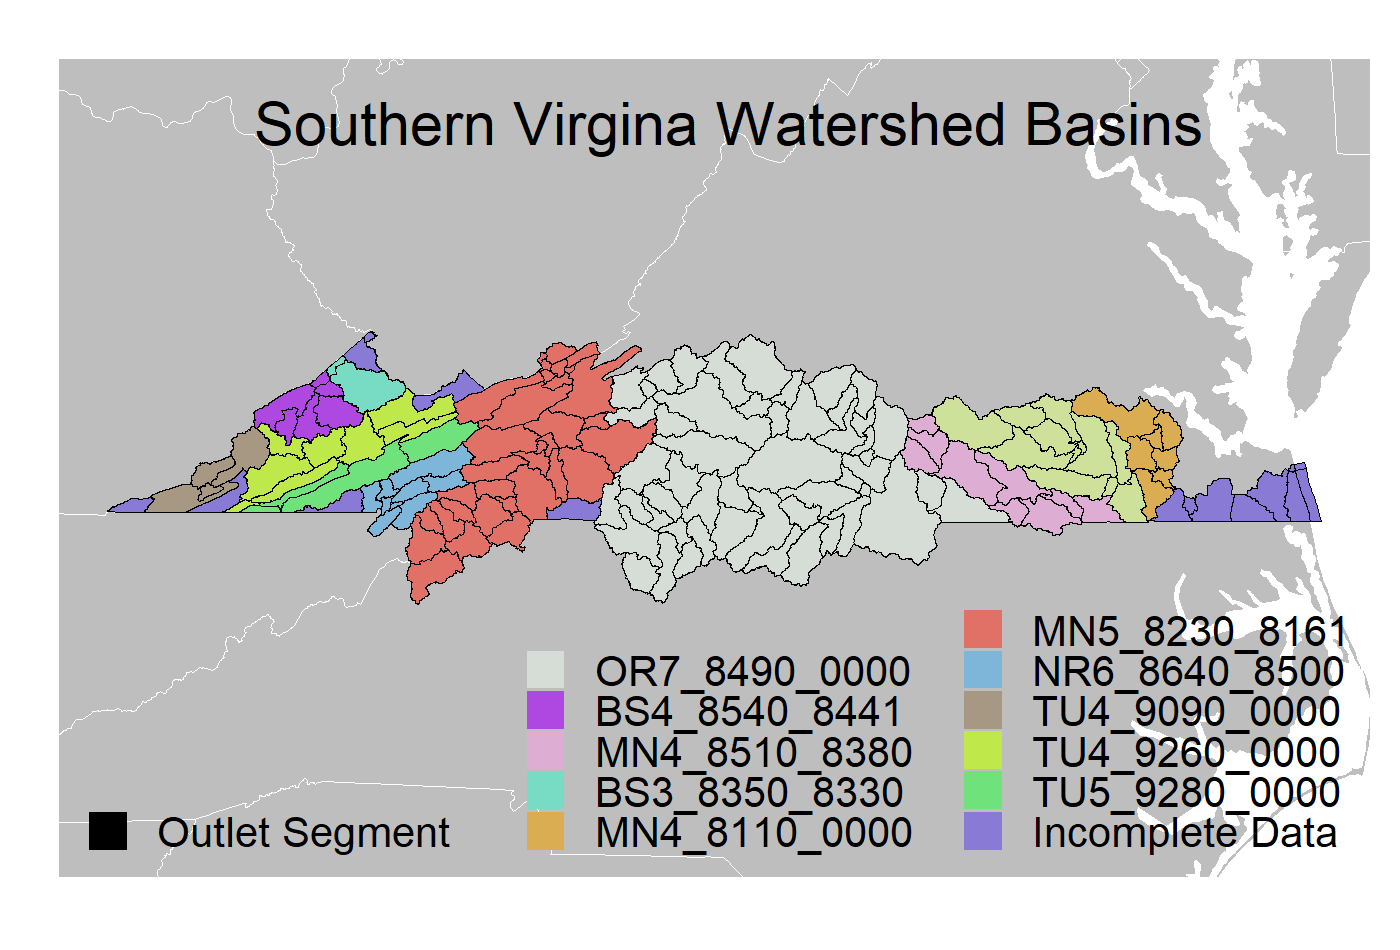 Southern Virgina Watershed Basins
Outlet Segment
OR7_8490_0000
BS4_8540_8441
MN4_8510_8380
BS3_8350_8330
MN4_8110_0000
MN5_8230_8161
NR6_8640_8500
TU4_9090_0000
TU4_9260_0000
TU5_9280_0000
Incomplete Data